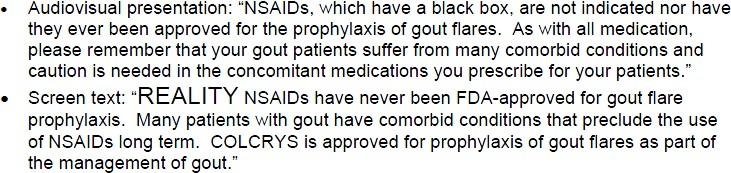 • Audiovisual presentation: “NSAIDs, which have a black box, are not indicated nor have
they ever been approved for the prophylaxis of gout flares.  As with all medication,
please remember that your gout patients suffer from many comorbid conditions and
caution is needed in the concomitant medications you prescribe for your patients.”
• Screen text: “REALITY NSAIDs have never been FDA-approved for gout flare
prophylaxis.  Many patients with gout have comorbid conditions that preclude the use
of NSAIDs long term.  COLCRYS is approved for prophylaxis of gout flares as part of
the management of gout.”